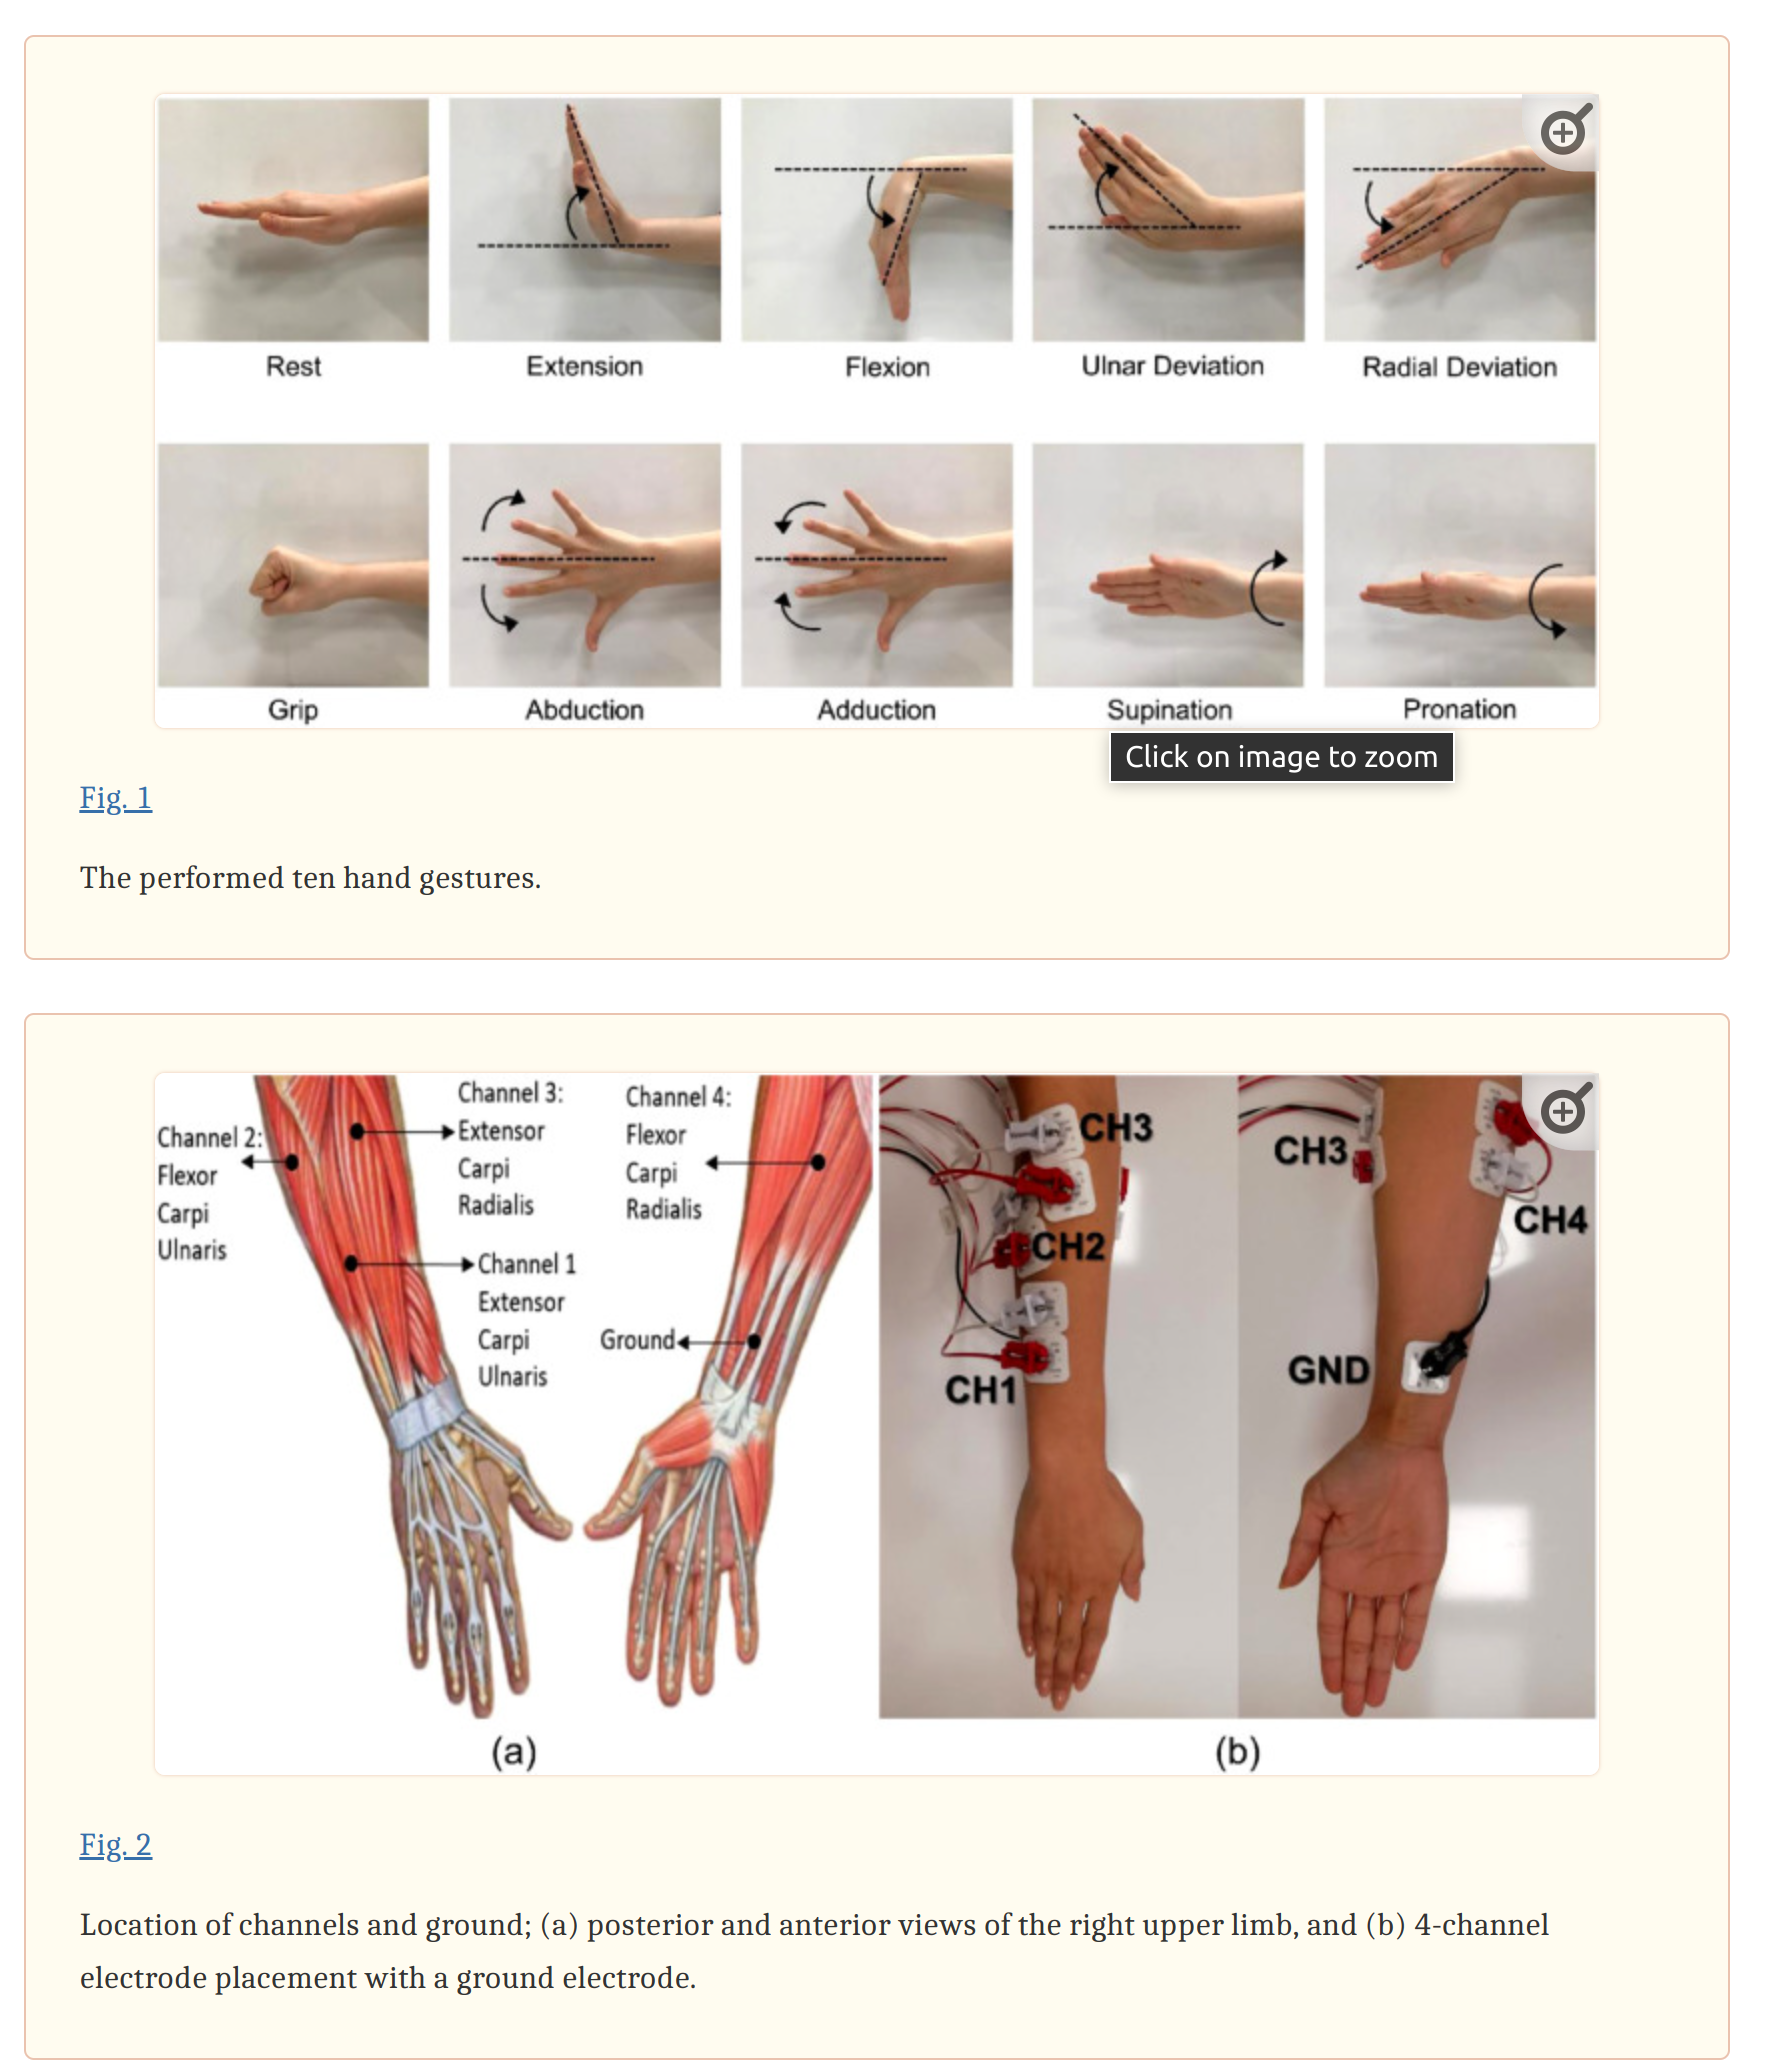 Rest
Extension
Flexion
Ulnar Deviation
Radial Deviation
Grip
Abduction
Adduction
Supination
Pronation
Click on image to zoom
Fig. 1
The performed ten hand gestures.
Channel 2:
Flexor
Carpi
Ulnaris
Channel 3:
Extensor
Carpi
Radialis
Channel 1
Extensor
Carpi
Ulnaris
Channel 4:
Flexor
Carpi
Radialis
Ground
CH3
CH2
CH1
CH3
CH4
GND
(a)
(b)
Fig. 2
Location of channels and ground; (a) posterior and anterior views of the right upper limb, and (b) 4-channel
electrode placement with a ground electrode.